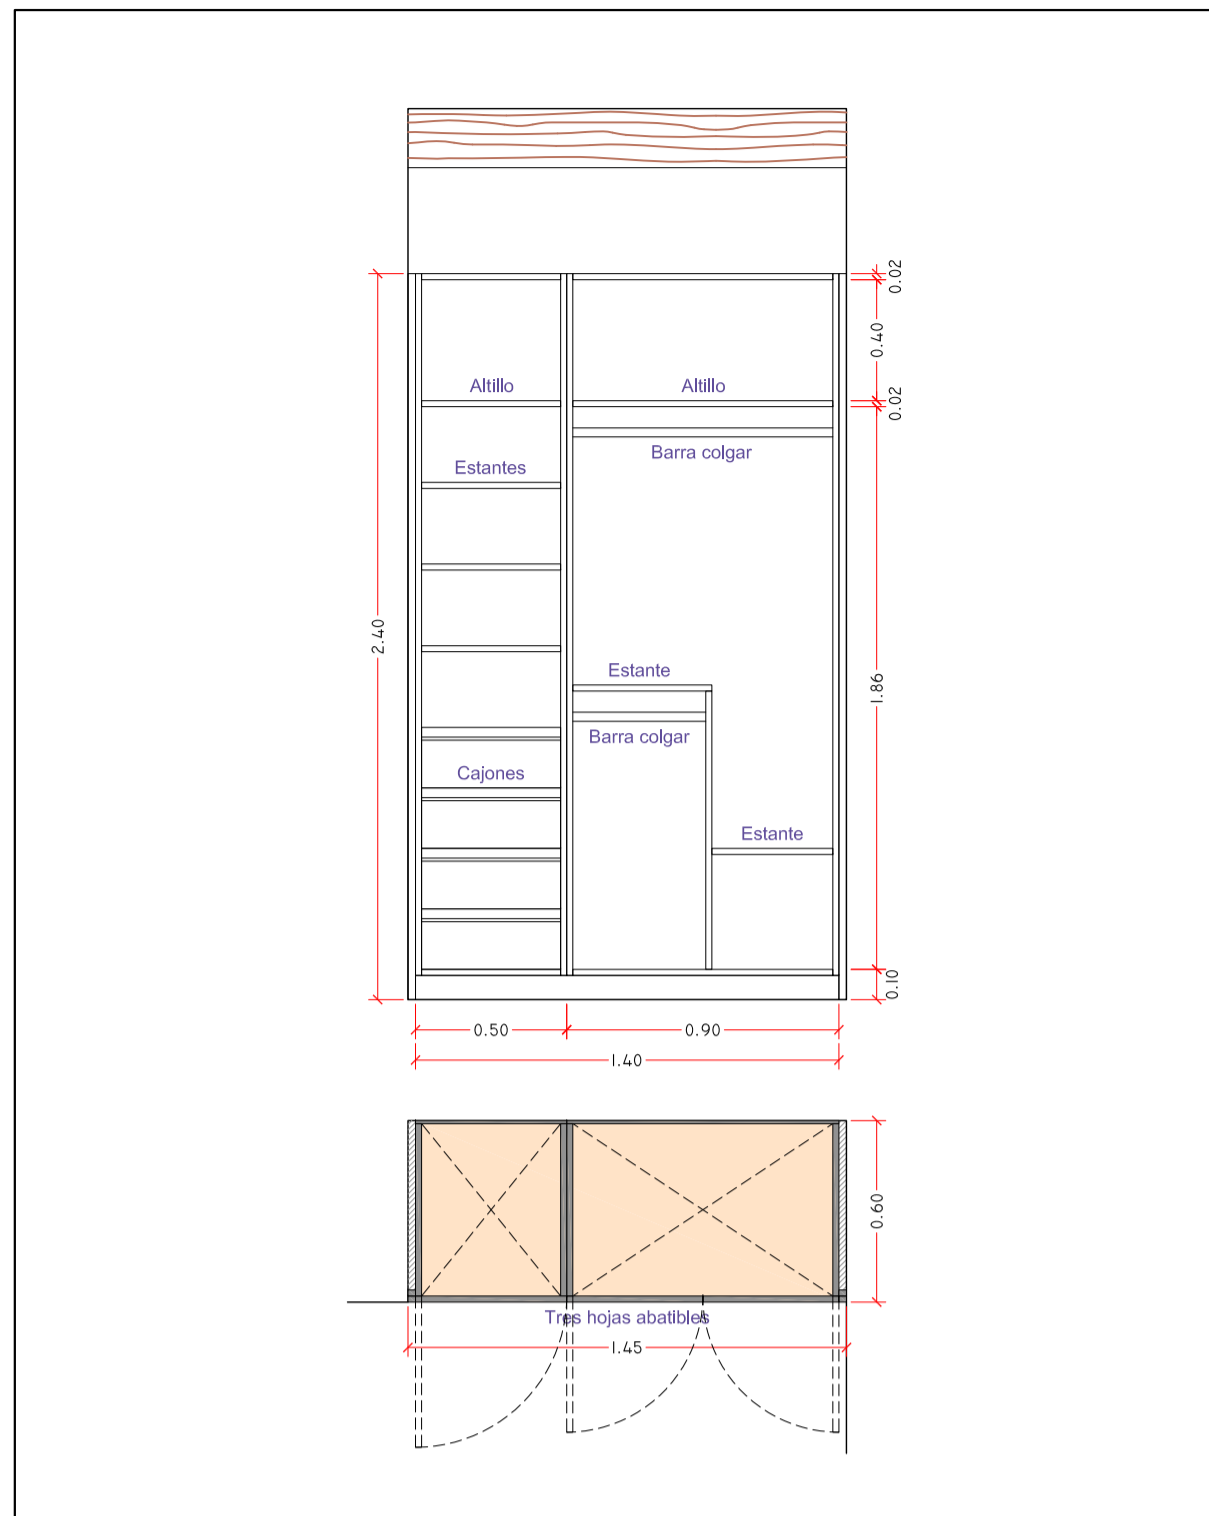 0.02
0.40
Altillo
Altillo
0.02
Barra colgar
Estantes
2.40
Estante
1.86
Barra colgar
Cajones
Estante
0.10
0.50
0.90
1.40
0.60
Tres hojas abatibles
1.45